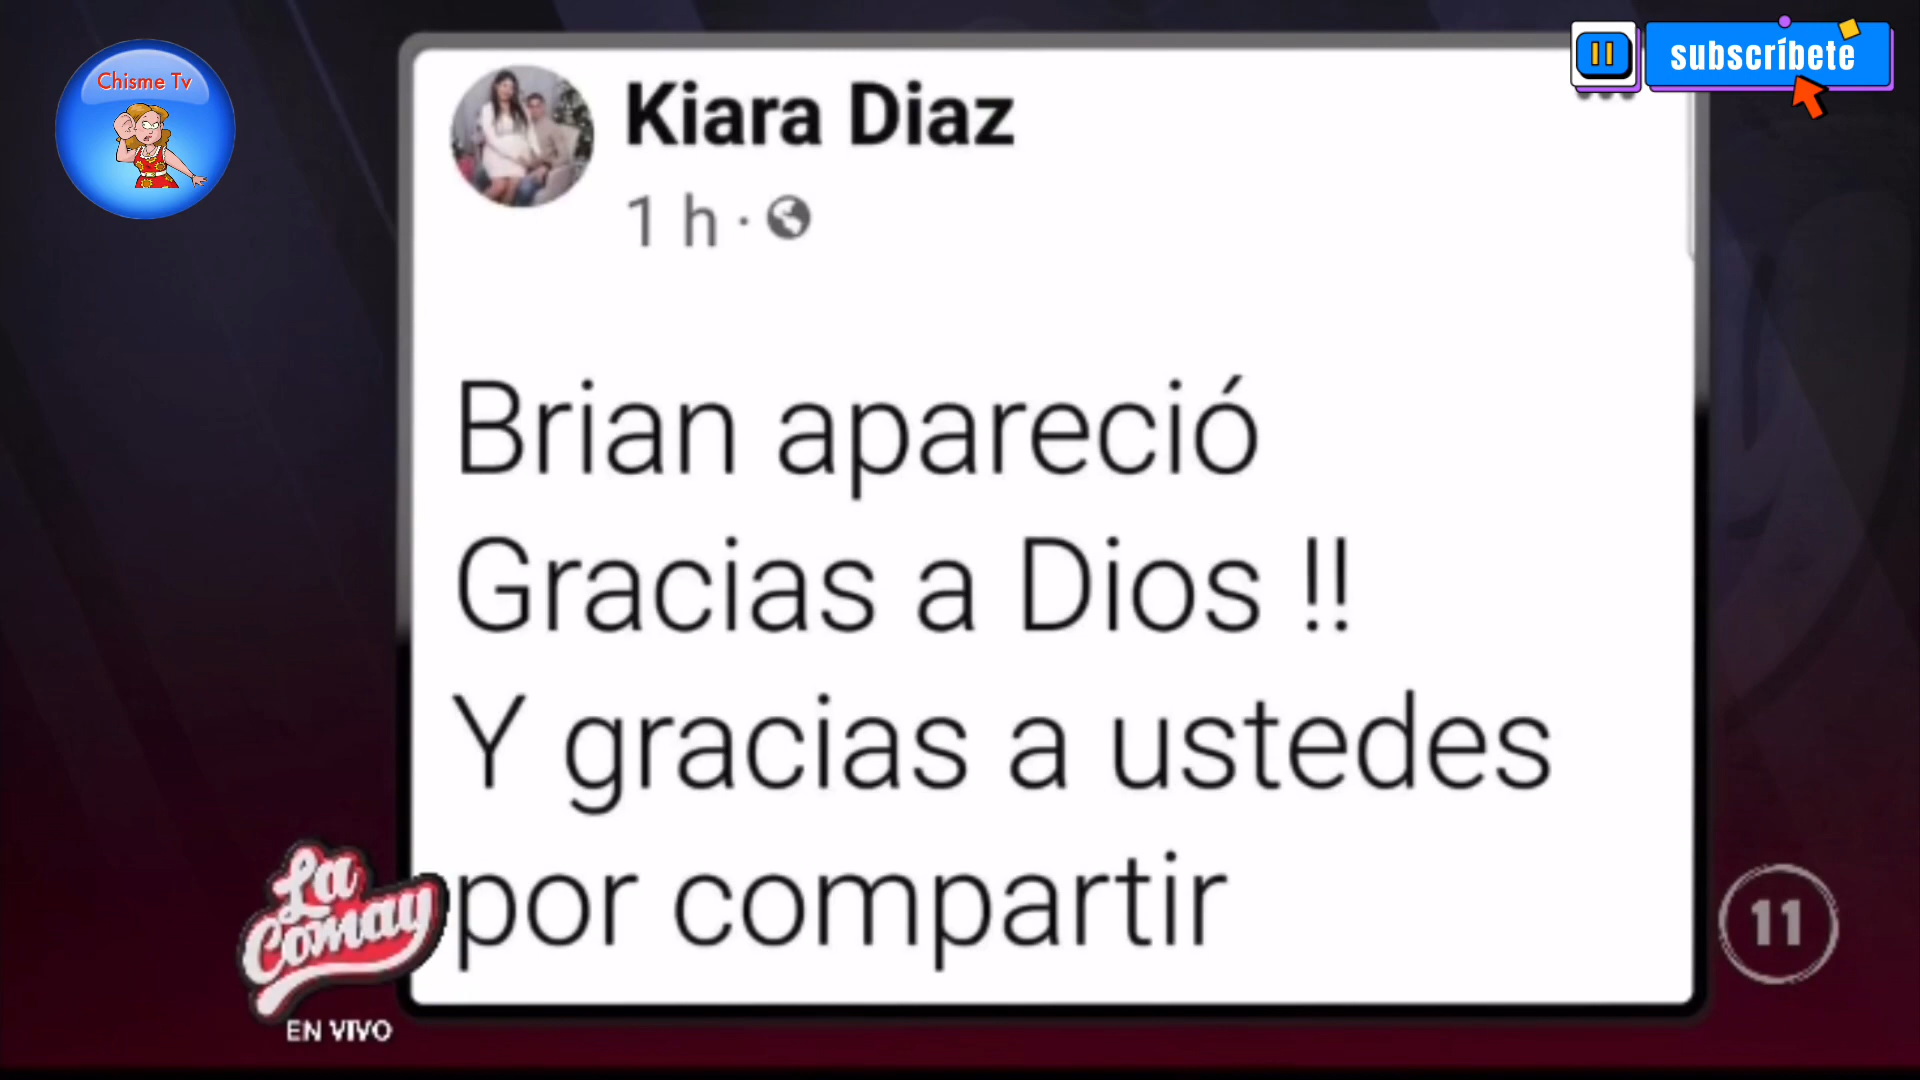 Chisme Tv
subscríbete
Kiara Diaz
1 h ·
Brian apareció
Gracias a Dios !!
Y gracias a ustedes
por compartir
La
Comay
EN VIVO
11